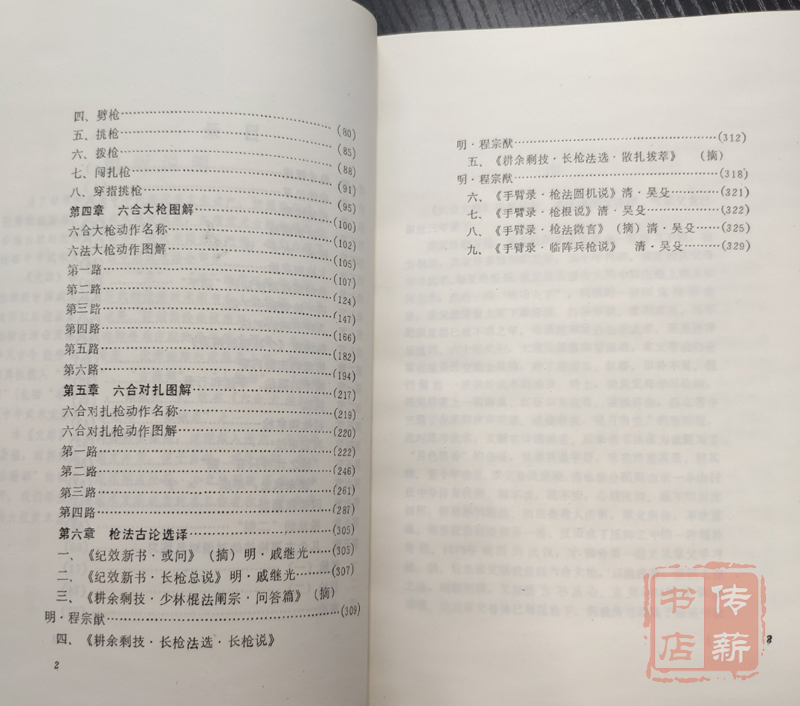 四、劈枪……(80)
五、挑枪……(85)
六、拨枪……(88)
七、闯扎枪……(91)
八、穿指挑枪……(95)
第四章 六合大枪图解……(100)
六合大枪动作名称……(102)
六法大枪动作图解……(105)
第一路……(107)
第二路……(124)
第三路……(147)
第四路……(166)
第五路……(182)
第六路……(194)
第五章 六合对扎图解……(217)
六合对扎枪动作名称……(219)
六合对扎枪动作图解……(220)
第一路……(222)
第二路……(246)
第三路……(261)
第四路……(287)
第六章 枪法古论选译……(305)
一、《纪效新书·或问》(摘)明·戚继光……(305)
二、《纪效新书·长枪总说》明·戚继光……(307)
三、《耕余剩技·少林棍法阐宗·问答篇》(摘)
明·程宗猷……(309)
四、《耕余剩技·长枪法选·长枪说》
2
明·程宗猷……(312)
五、《耕余剩技·长枪法选·散扎拔萃》 (摘)
明·程宗猷……(318)
六、《手臂录·枪法圆机说》清·吴殳……(321)
七、《手臂录·枪根说》清·吴殳……(322)
八、《手臂录·枪法微言》(摘)清·吴殳……(325)
九、《手臂录·临阵兵枪说》 清·吴殳……(329)
3
传薪
书店